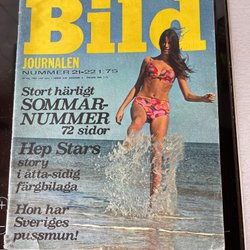 Bild
JOURNALEN
NUMMER 21-22 1:75
Stort härligt
SOMMAR-
NUMMER
72 sidor
Hep Stars
story
i åtta-sidig
färgbilaga
Hon har
Sveriges
pussmun!